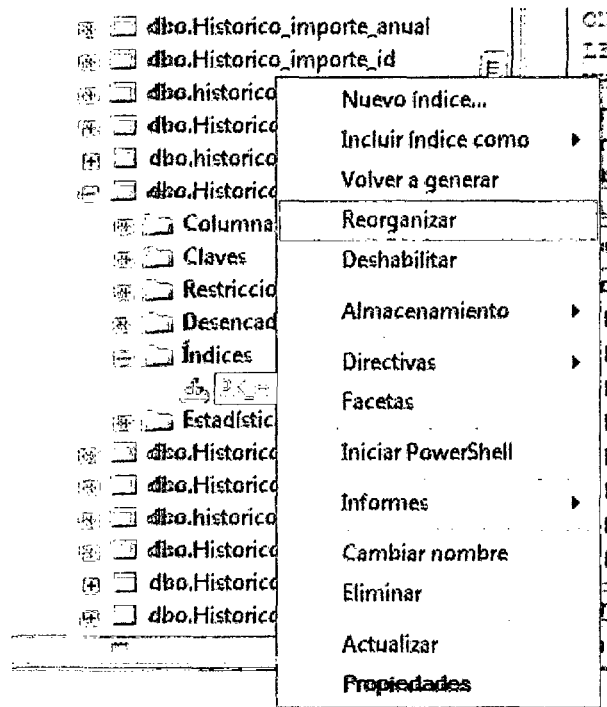 dbo.Historico_importe_anual
dbo.Historico_importe_id
dbo.historico
dbo.Historico
dbo.historico
dbo.Historico
Columna
Claves
Restriccio
Desencad
Índices
Estadístic
dbo.Historico
dbo.Historico
dbo.historico
dbo.Historico
dbo.Historico
dbo.Historico
Nuevo índice...
Incluir índice como
Volver a generar
Reorganizar
Deshabilitar
Almacenamiento
Directivas
Facetas
Iniciar PowerShell
Informes
Cambiar nombre
Eliminar
Actualizar
Propiedades